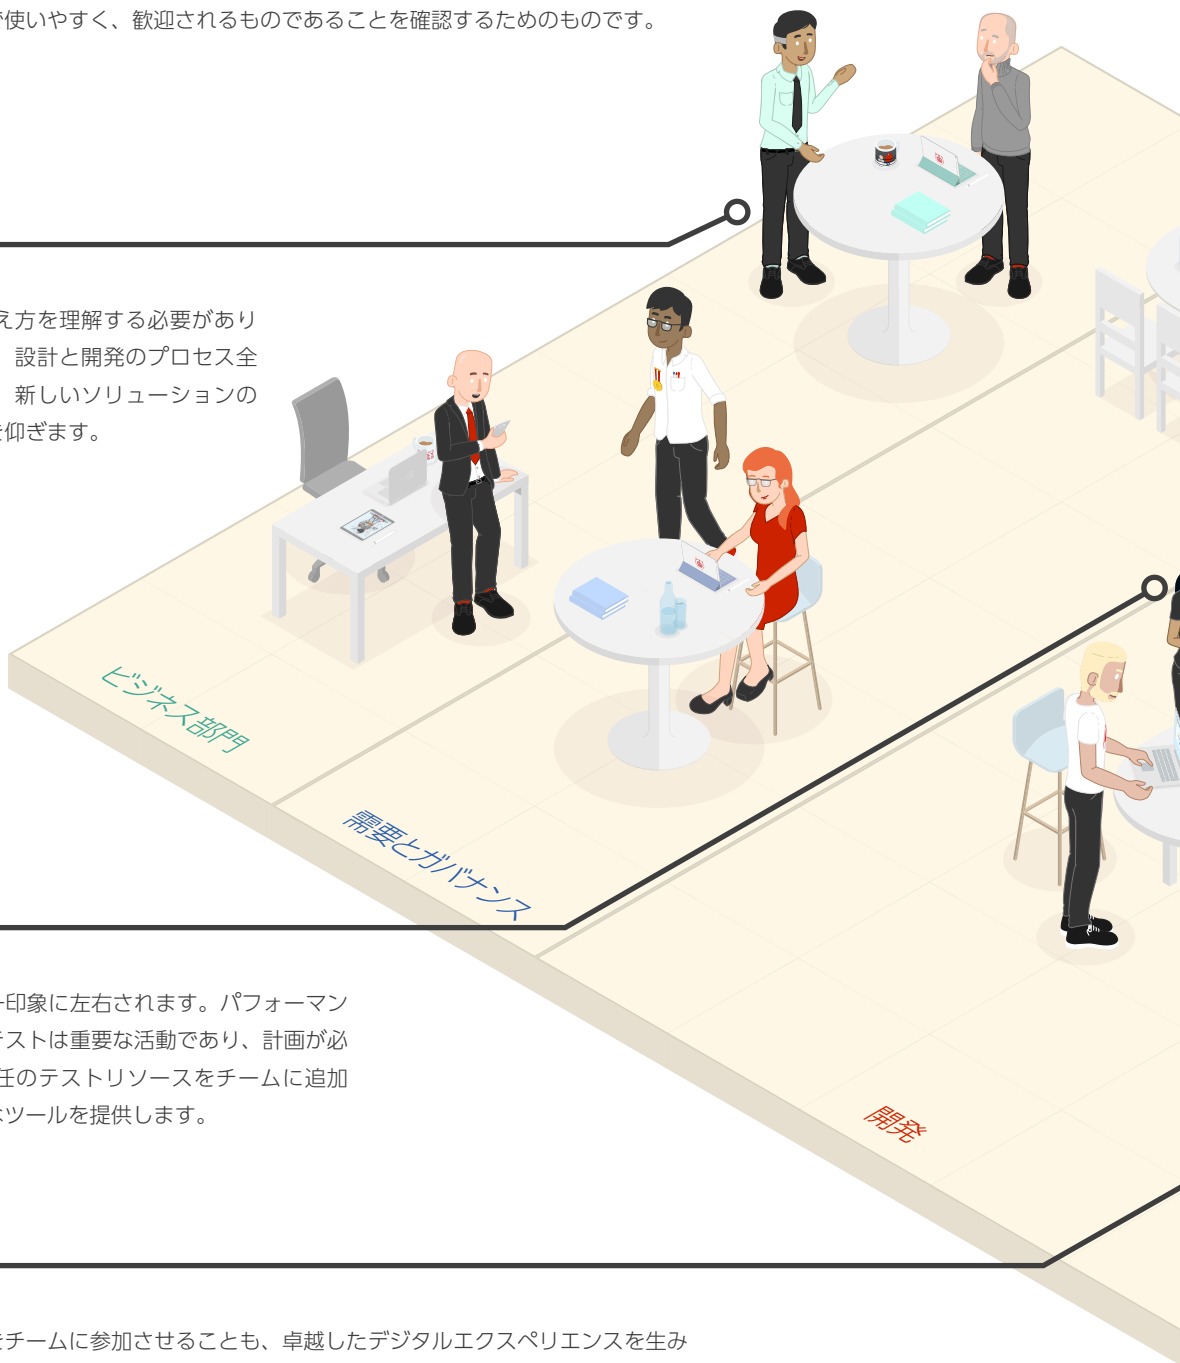 使いやすく、歓迎されるものであることを確認するためのものです。
え方を理解する必要があり
設計と開発のプロセス全
新しいソリューションの
を仰ぎます。
ビジネス部門
需要とガバナンス
一印象に左右されます。パフォーマン
テストは重要な活動であり、計画が必
任のテストリソースをチームに追加
なツールを提供します。
開発
をチームに参加させることも、卓越したデジタルエクスペリエンスを生み